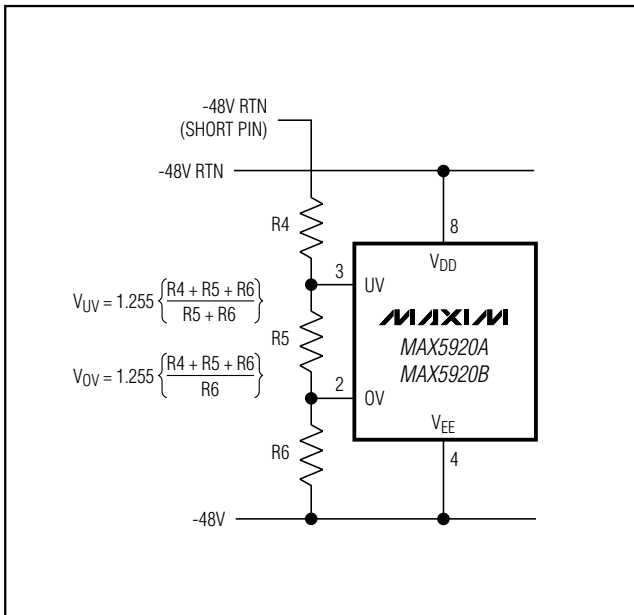 -48V RTN
(SHORT PIN)
-48V RTN
R4
8
VDD
3
UV
VUV = 1.255 {R4 + R5 + R6 / R5 + R6}
MAXIM
R5
MAX5920A
MAX5920B
VOV = 1.255 {R4 + R5 + R6 / R6}
2
OV
VEE
R6
4
-48V